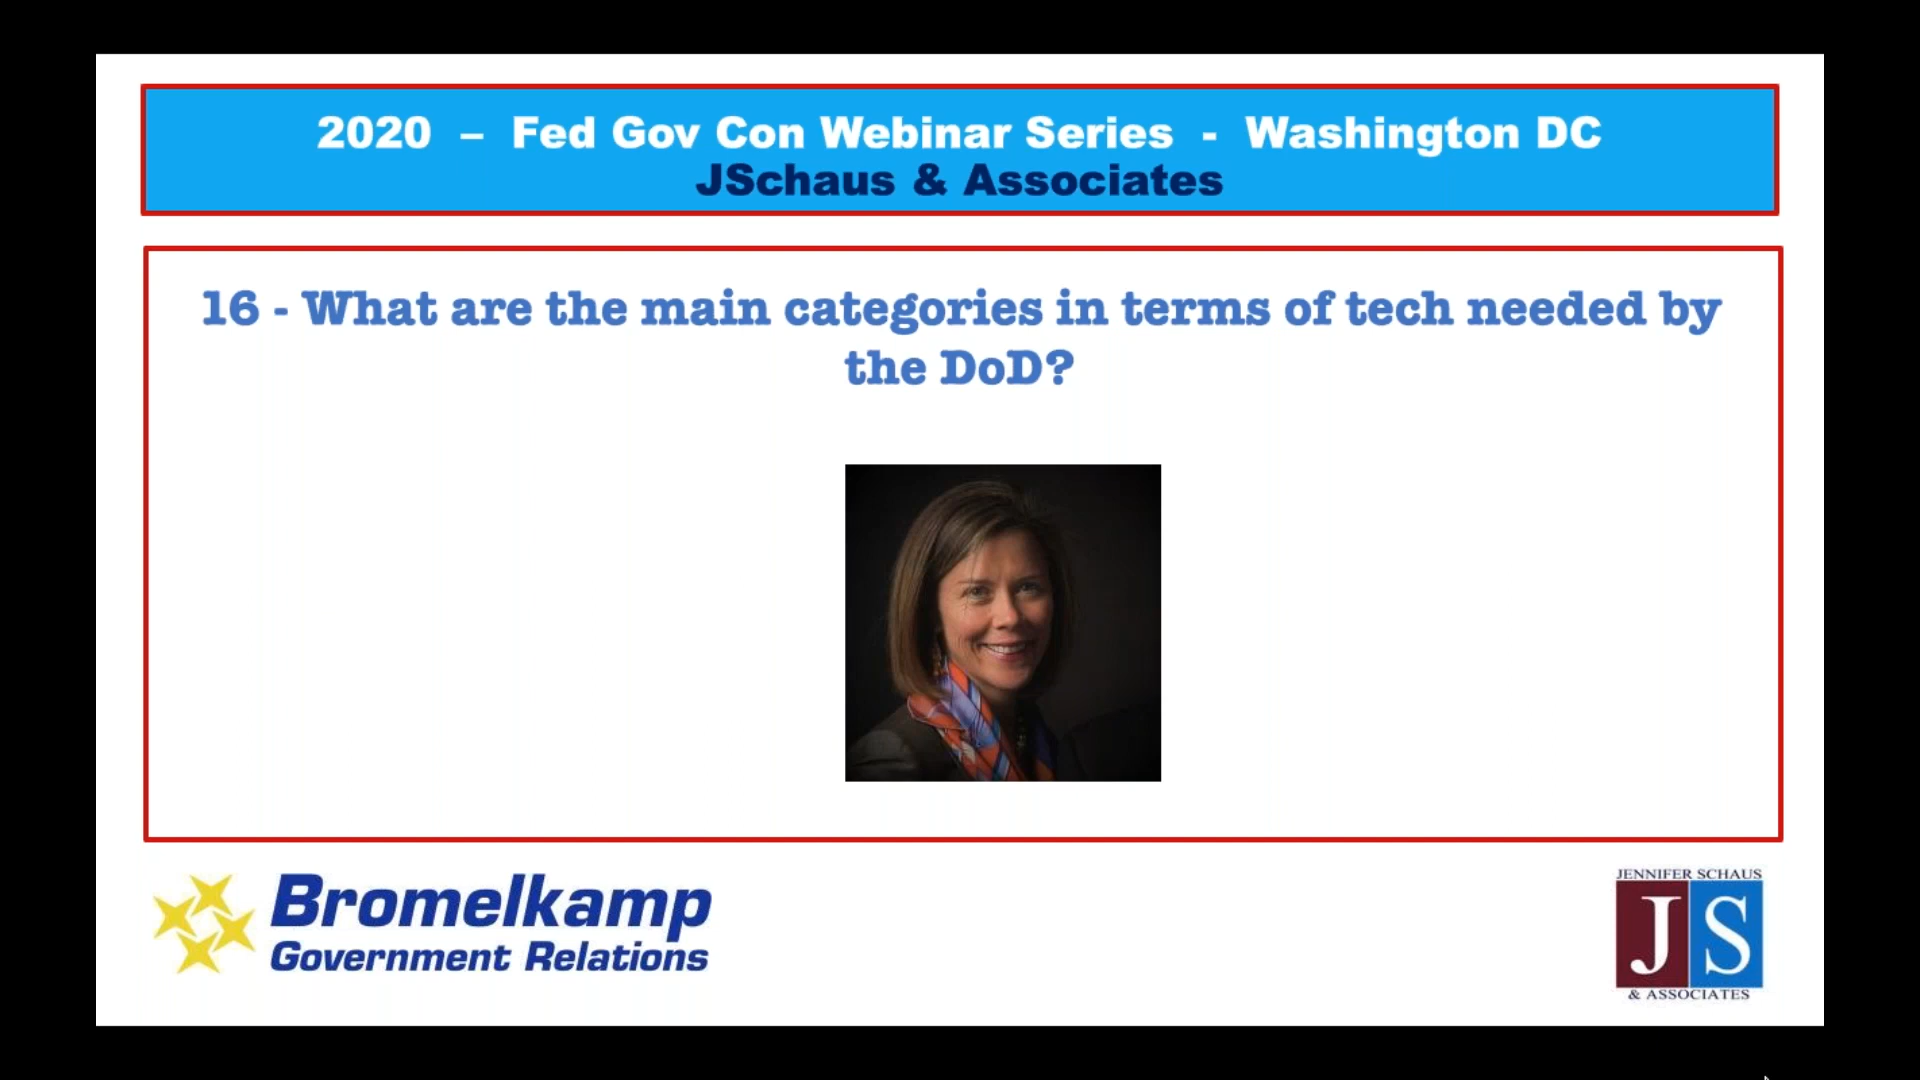 2020 – Fed Gov Con Webinar Series - Washington DC
JSchaus & Associates
16 - What are the main categories in terms of tech needed by
the DoD?
Bromelkamp
Government Relations
JENNIFER SCHAUS
JS
& ASSOCIATES